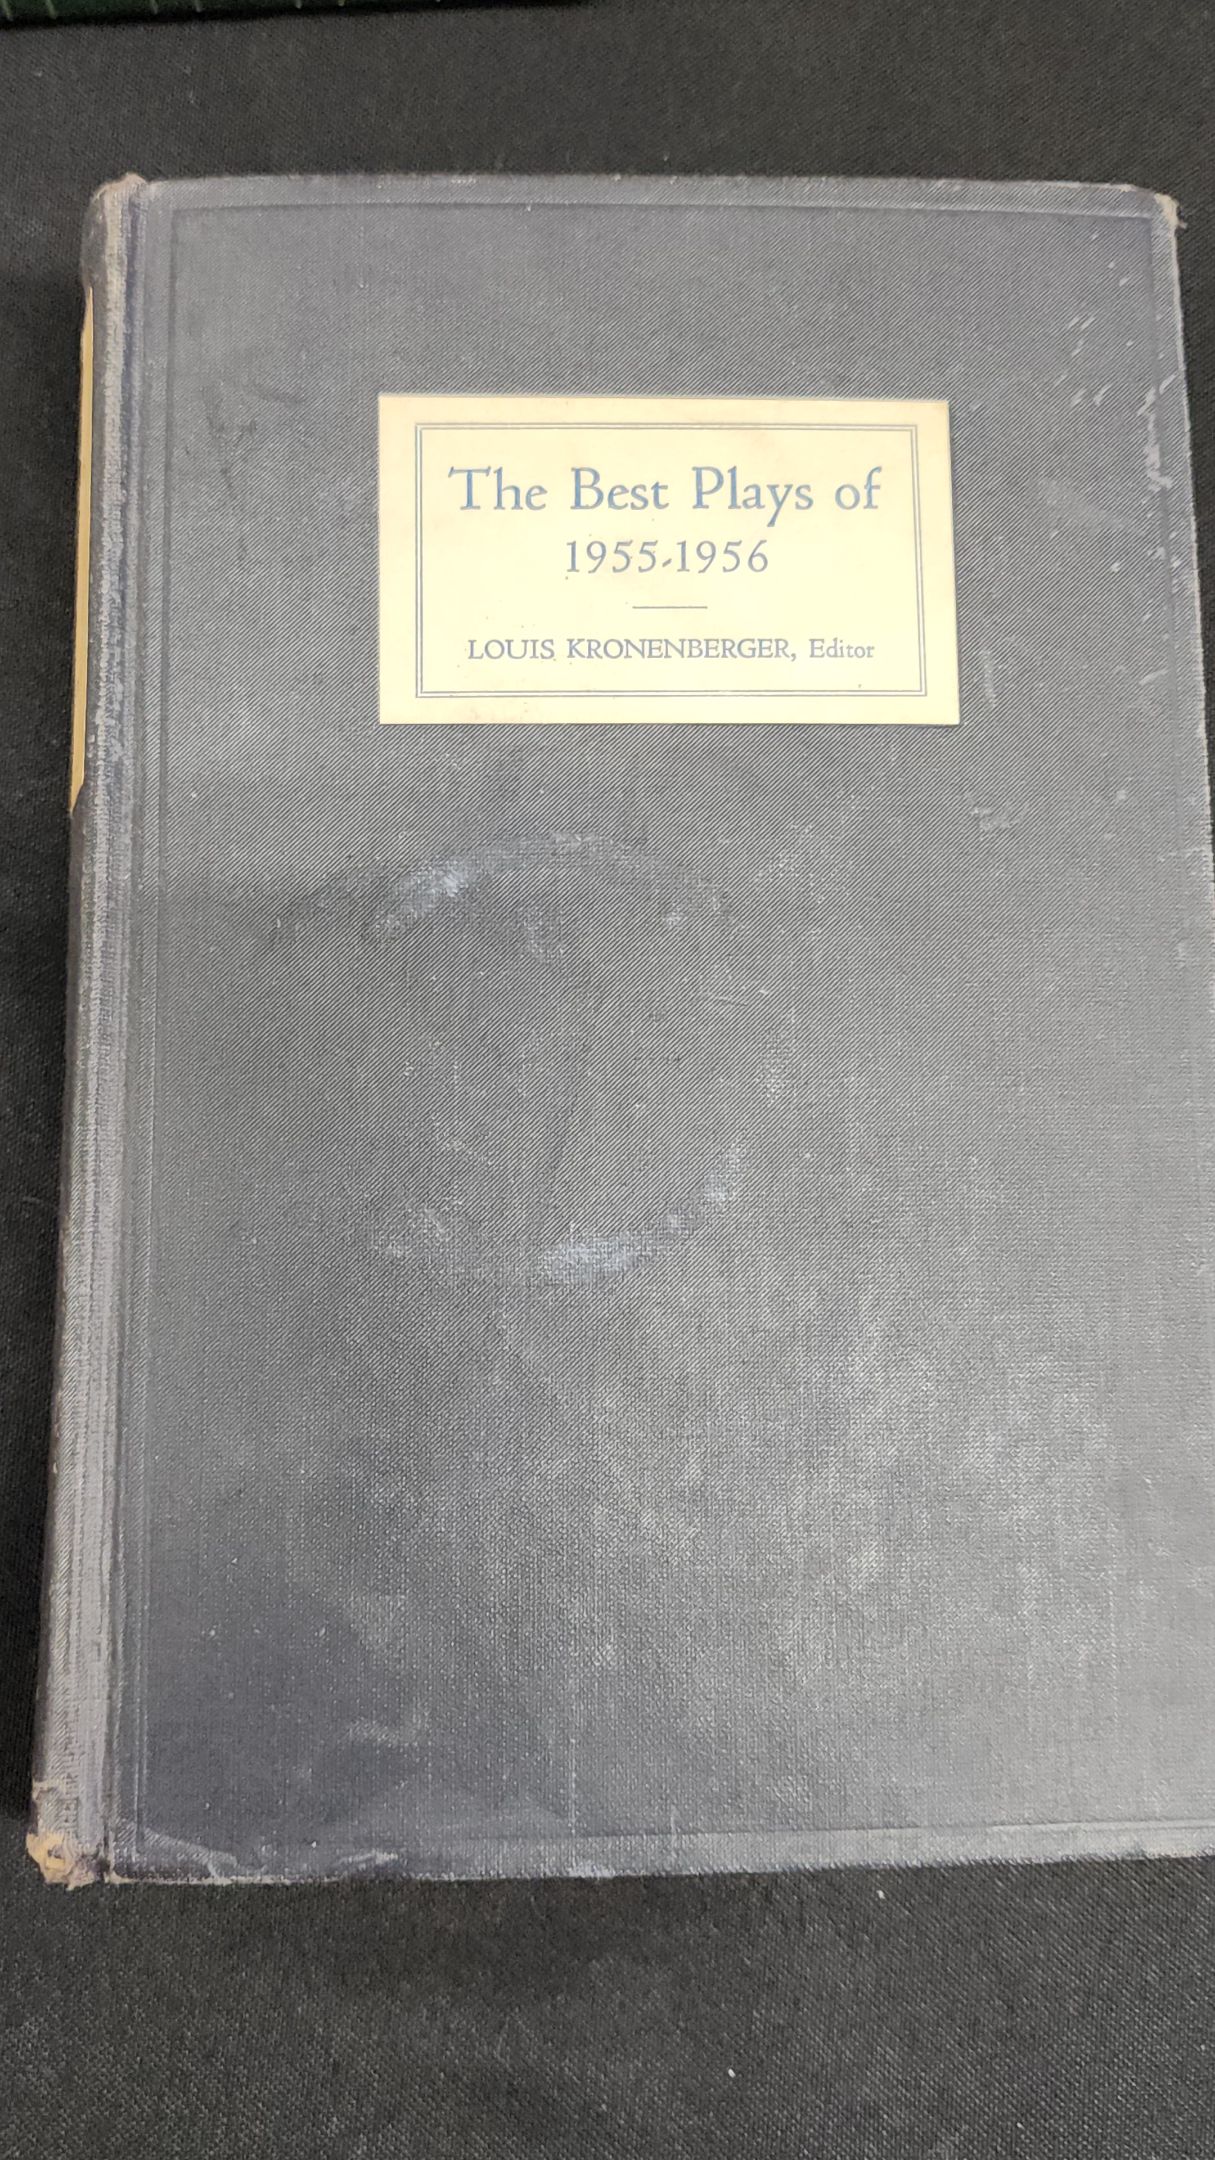 The Best Plays of
1955-1956
LOUIS KRONENBERGER, Editor